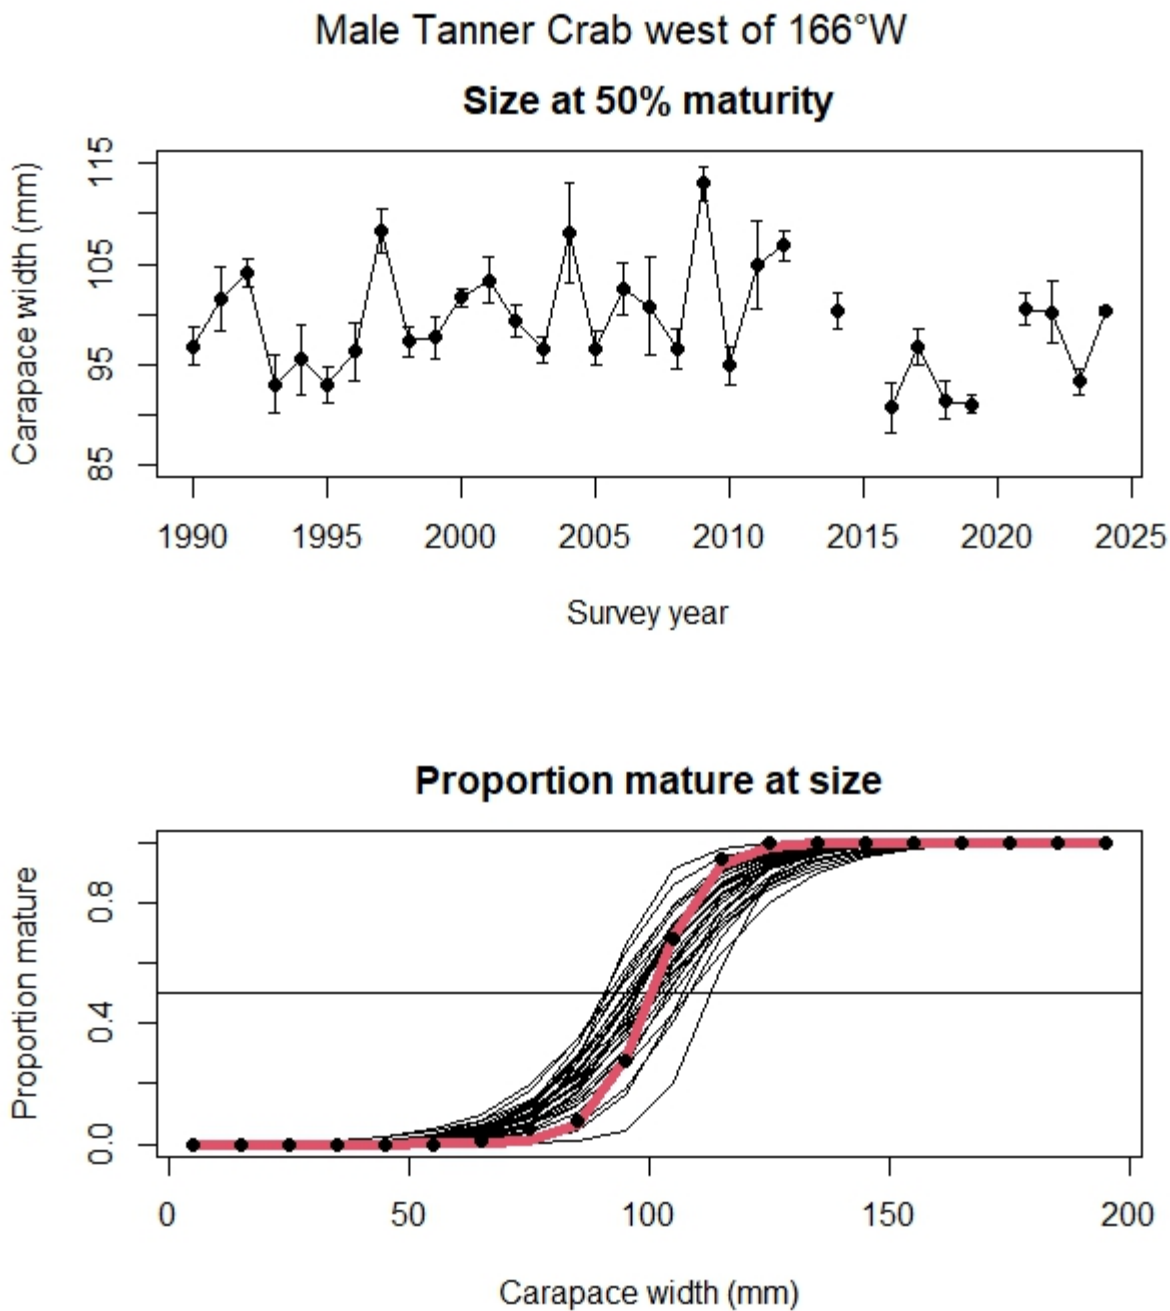 Male Tanner Crab west of 166°W
Size at 50% maturity
Carapace width (mm)
115
105
95
85
1990 1995 2000 2005 2010 2015 2020 2025
Survey year
Proportion mature at size
Proportion mature
0.8
0.4
0.0
0 50 100 150 200
Carapace width (mm)